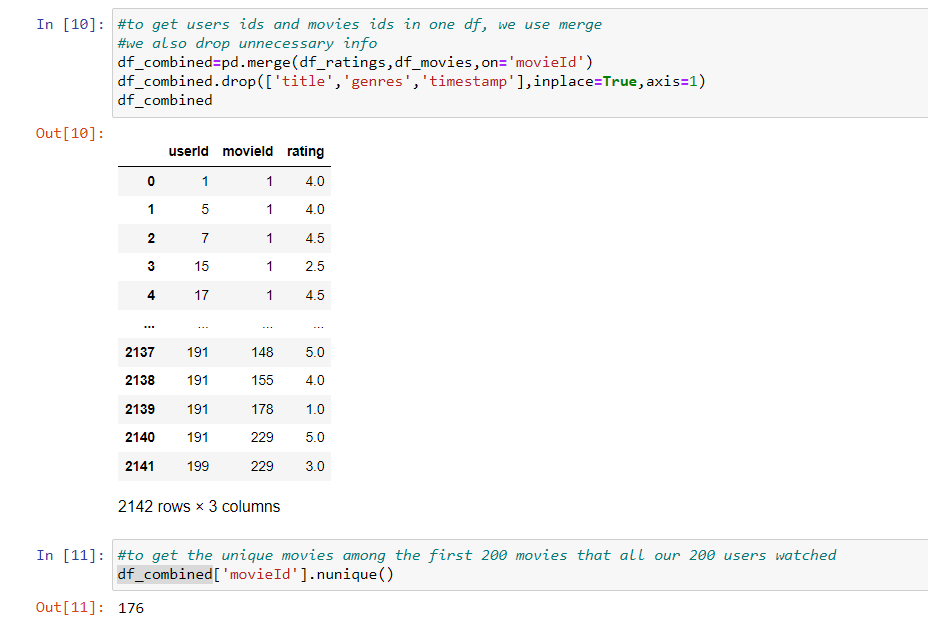 In [10]: #to get users ids and movies ids in one df, we use merge
#we also drop unnecessary info
df_combined=pd.merge(df_ratings,df_movies,on='movieId')
df_combined.drop(['title','genres','timestamp'],inplace=True,axis=1)
df_combined
Out[10]:
userId movieId rating
0 1 1 4.0
1 5 1 4.0
2 7 1 4.5
3 15 1 2.5
4 17 1 4.5
... ... ... ...
2137 191 148 5.0
2138 191 155 4.0
2139 191 178 1.0
2140 191 229 5.0
2141 199 229 3.0
2142 rows × 3 columns
In [11]: #to get the unique movies among the first 200 movies that all our 200 users watched
df_combined['movieId'].nunique()
Out[11]: 176